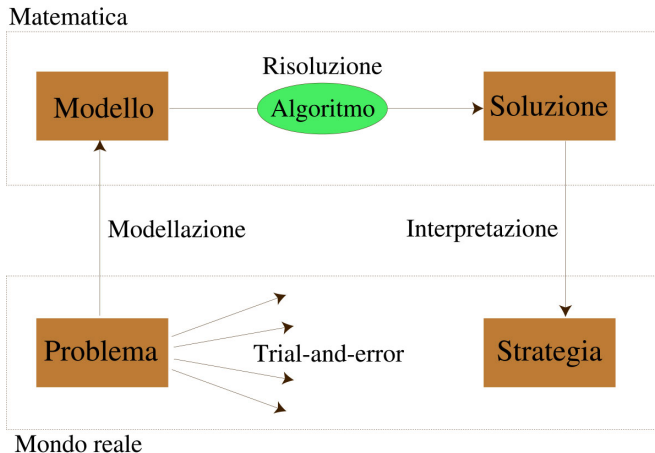 Matematica
Risoluzione
Modello
Algoritmo
Soluzione
Modellazione
Interpretazione
Problema
Trial-and-error
Strategia
Mondo reale